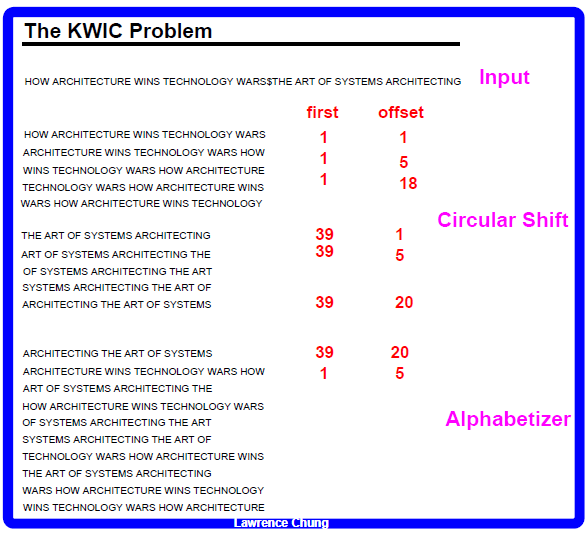 The KWIC Problem
HOW ARCHITECTURE WINS TECHNOLOGY WARS$THE ART OF SYSTEMS ARCHITECTING Input
first offset
HOW ARCHITECTURE WINS TECHNOLOGY WARS 1 1
ARCHITECTURE WINS TECHNOLOGY WARS HOW 1 5
WINS TECHNOLOGY WARS HOW ARCHITECTURE 1 18
TECHNOLOGY WARS HOW ARCHITECTURE WINS
WARS HOW ARCHITECTURE WINS TECHNOLOGY
Circular Shift
THE ART OF SYSTEMS ARCHITECTING 39 1
ART OF SYSTEMS ARCHITECTING THE 39 5
OF SYSTEMS ARCHITECTING THE ART
SYSTEMS ARCHITECTING THE ART OF
ARCHITECTING THE ART OF SYSTEMS 39 20
ARCHITECTING THE ART OF SYSTEMS 39 20
ARCHITECTURE WINS TECHNOLOGY WARS HOW 1 5
ART OF SYSTEMS ARCHITECTING THE
HOW ARCHITECTURE WINS TECHNOLOGY WARS
OF SYSTEMS ARCHITECTING THE ART Alphabetizer
SYSTEMS ARCHITECTING THE ART OF
TECHNOLOGY WARS HOW ARCHITECTURE WINS
THE ART OF SYSTEMS ARCHITECTING
WARS HOW ARCHITECTURE WINS TECHNOLOGY
WINS TECHNOLOGY WARS HOW ARCHITECTURE
Lawrence Chung